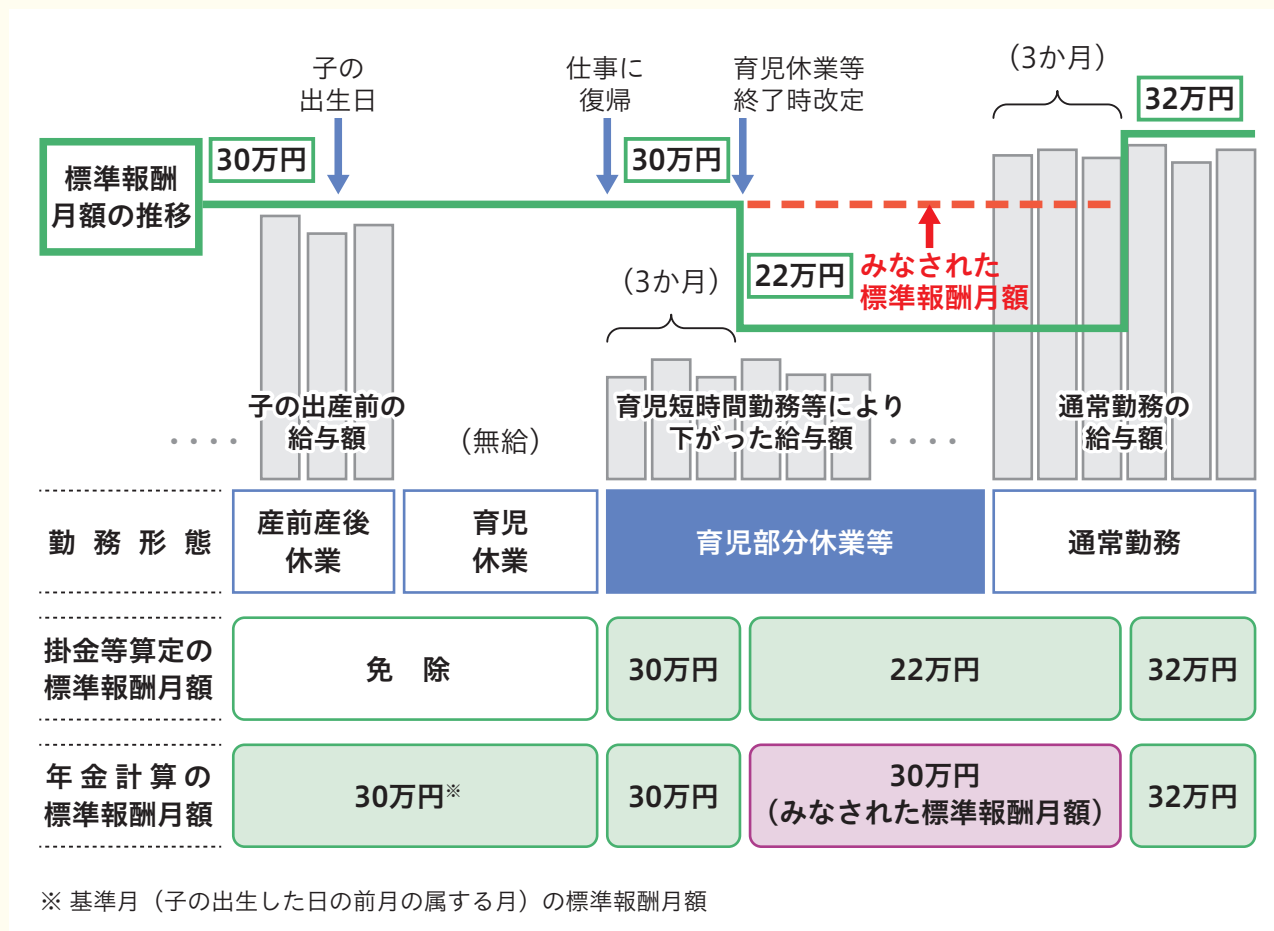 子の
出生日
仕事に
復帰
育児休業等
終了時改定
（3か月）
32万円
標準報酬
月額の推移
30万円
30万円
22万円
みなされた
標準報酬月額
（3か月）
子の出産前の
給与額
（無給）
育児短時間勤務等により
下がった給与額
通常勤務の
給与額
・・・・
・・・・
勤務形態
産前産後
休業
育児
休業
育児部分休業等
通常勤務
掛金等算定の
標準報酬月額
免　除
30万円
22万円
32万円
年金計算の
標準報酬月額
30万円※
30万円
30万円
（みなされた標準報酬月額）
32万円
※ 基準月（子の出生した日の前月の属する月）の標準報酬月額